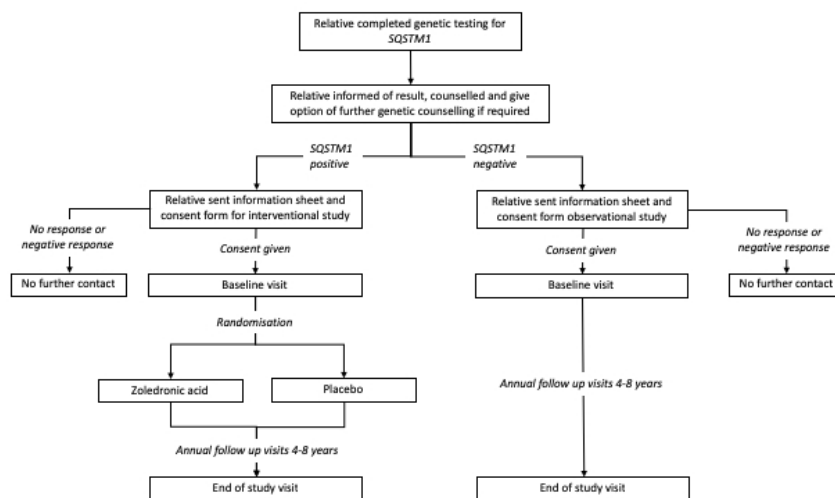 Relative completed genetic testing for
SQSTM1
Relative informed of result, counselled and give
option of further genetic counselling if required
SQSTM1
positive
SQSTM1
negative
Relative sent information sheet and
consent form for interventional study
Relative sent information sheet and
consent form observational study
No response or
negative response
Consent given
Consent given
No response or
negative response
No further contact
Baseline visit
Baseline visit
No further contact
Randomisation
Zoledronic acid
Placebo
Annual follow up visits 4-8 years
Annual follow up visits 4-8 years
End of study visit
End of study visit